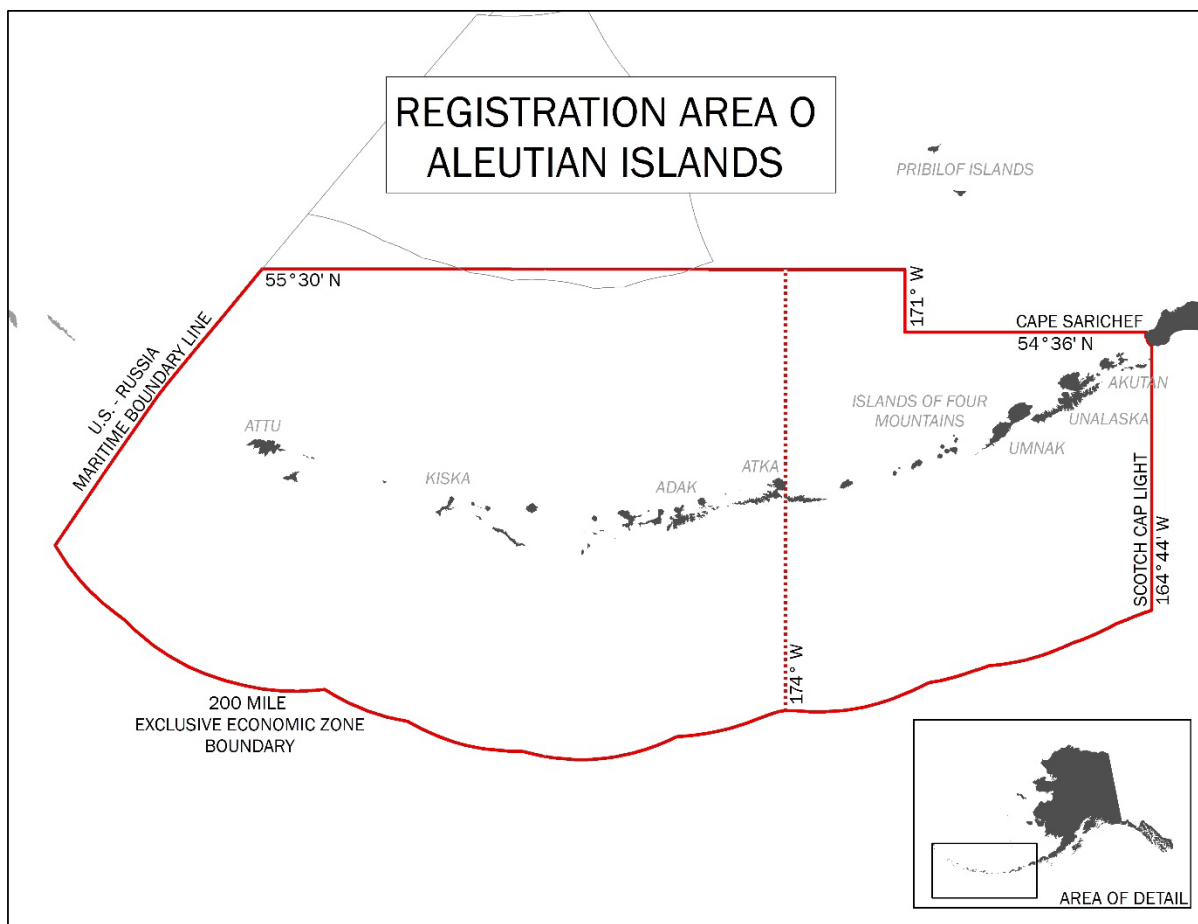 REGISTRATION AREA O
ALEUTIAN ISLANDS
PRIBILOF ISLANDS
55°30' N
171° W
CAPE SARICHEF
54°36' N
U.S. - RUSSIA
MARITIME BOUNDARY LINE
AKUTAN
ISLANDS OF FOUR
MOUNTAINS
UNALASKA
UMNAK
ATTU
KISKA
ADAK
ATKA
SCOTCH CAP LIGHT
164°44' W
174° W
200 MILE
EXCLUSIVE ECONOMIC ZONE
BOUNDARY
AREA OF DETAIL